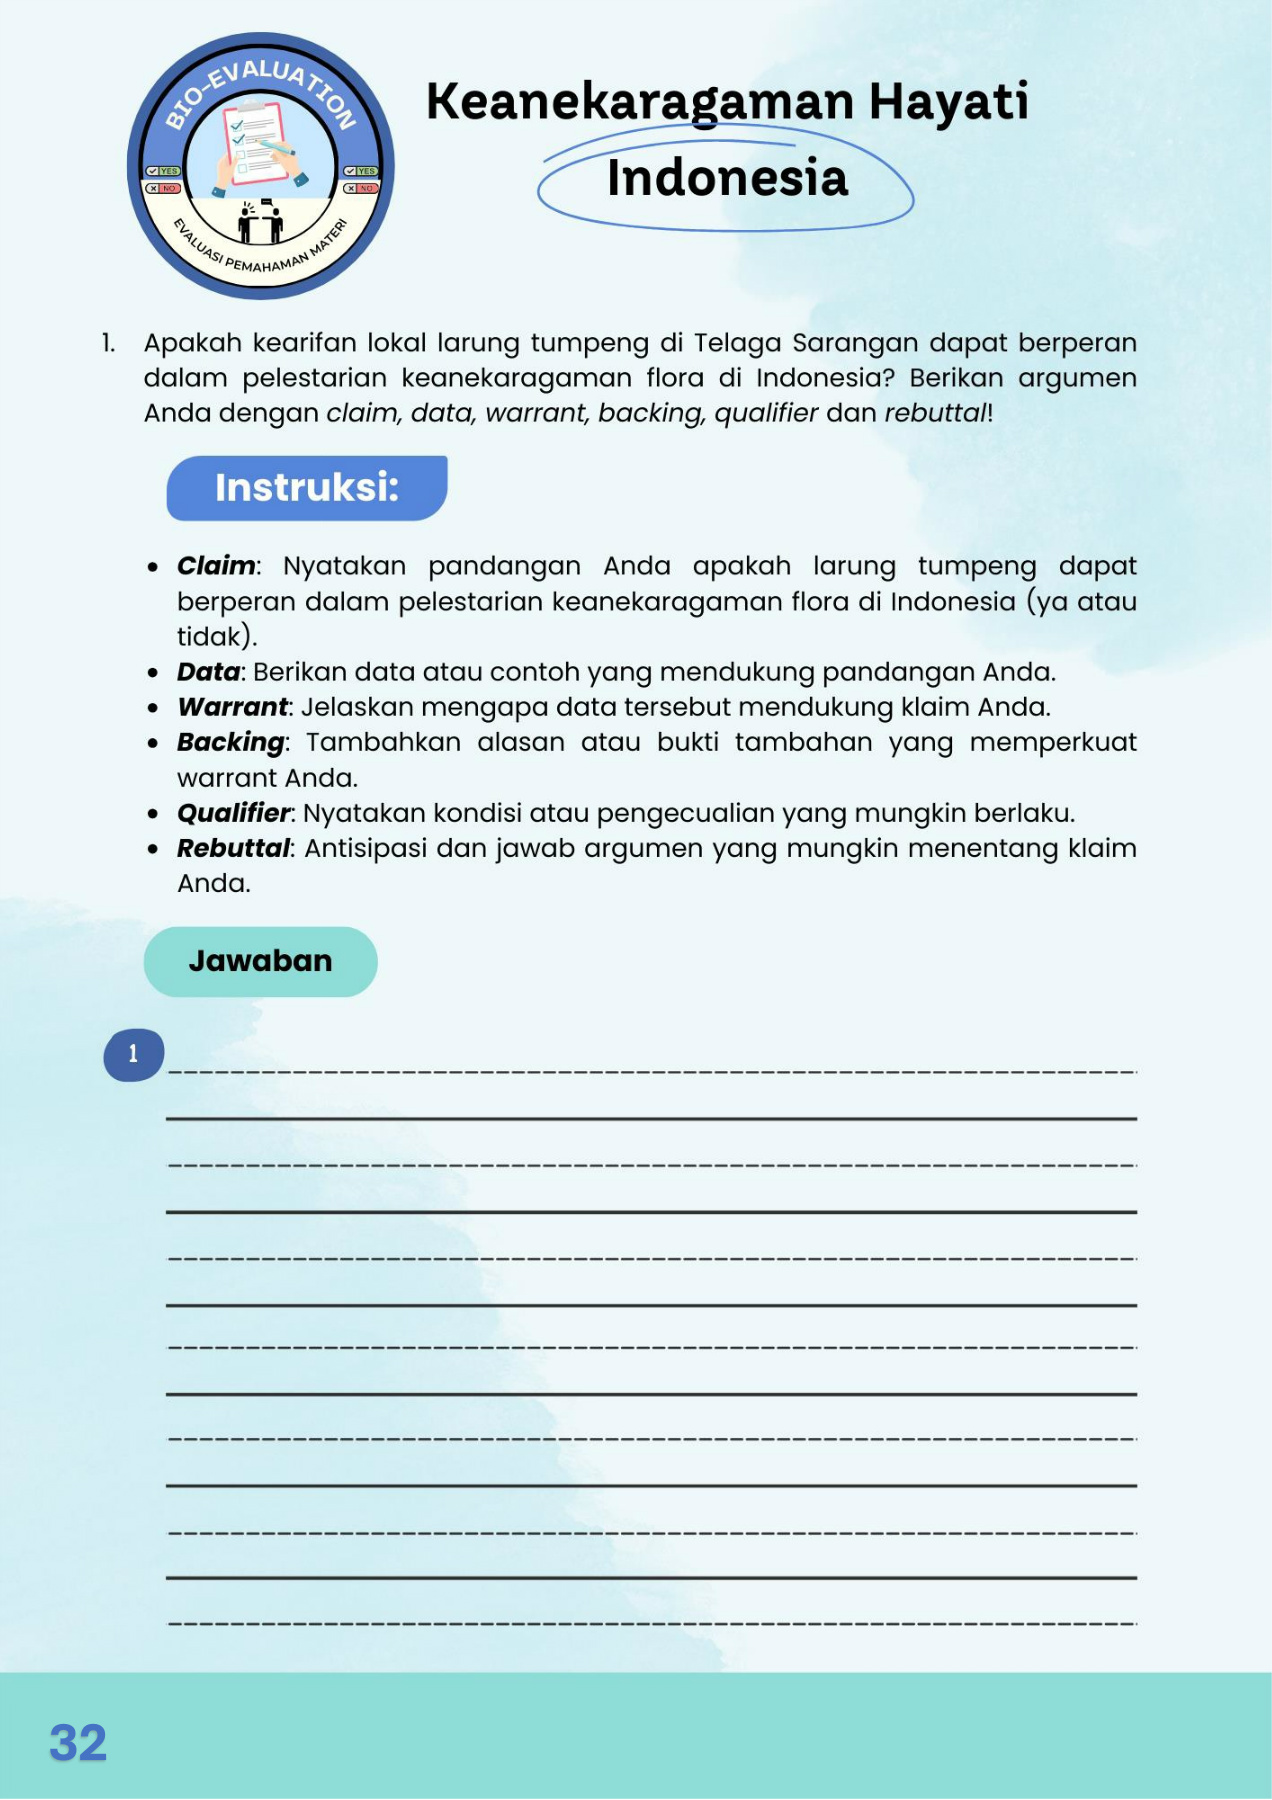 BIO-EVALUATION
YES
NO
YES
NO
EVALUASI PEMAHAMAN MATERI
Keanekaragaman Hayati
Indonesia
1. Apakah kearifan lokal larung tumpeng di Telaga Sarangan dapat berperan
dalam pelestarian keanekaragaman flora di Indonesia? Berikan argumen
Anda dengan claim, data, warrant, backing, qualifier dan rebuttal!
Instruksi:
• Claim: Nyatakan pandangan Anda apakah larung tumpeng dapat
berperan dalam pelestarian keanekaragaman flora di Indonesia (ya atau
tidak).
• Data: Berikan data atau contoh yang mendukung pandangan Anda.
• Warrant: Jelaskan mengapa data tersebut mendukung klaim Anda.
• Backing: Tambahkan alasan atau bukti tambahan yang memperkuat
warrant Anda.
• Qualifier: Nyatakan kondisi atau pengecualian yang mungkin berlaku.
• Rebuttal: Antisipasi dan jawab argumen yang mungkin menentang klaim
Anda.
Jawaban
1
32